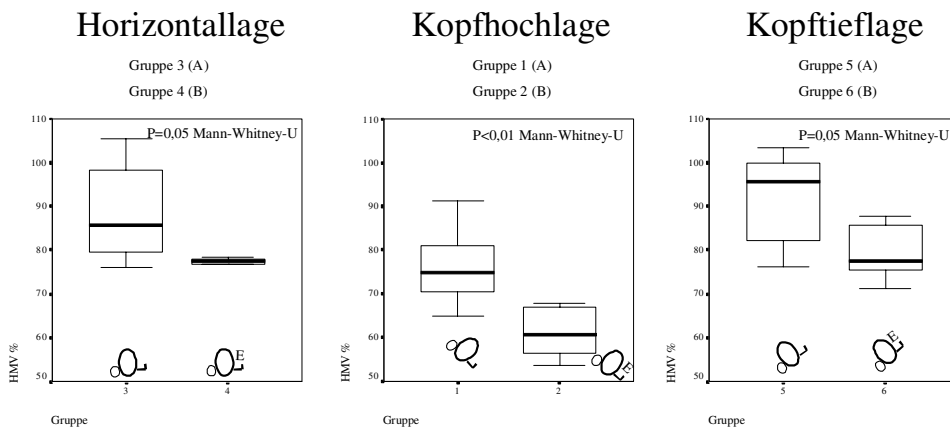 Horizontallage
Gruppe 3 (A)
Gruppe 4 (B)
P=0,05 Mann-Whitney-U
110
100
90
80
70
60
50
HMV %
E
3
4
Gruppe
Kopfhochlage
Gruppe 1 (A)
Gruppe 2 (B)
P<0,01 Mann-Whitney-U
110
100
90
80
70
60
50
HMV %
E
1
2
Gruppe
Kopftieflage
Gruppe 5 (A)
Gruppe 6 (B)
P=0,05 Mann-Whitney-U
110
100
90
80
70
60
50
HMV %
E
5
6
Gruppe